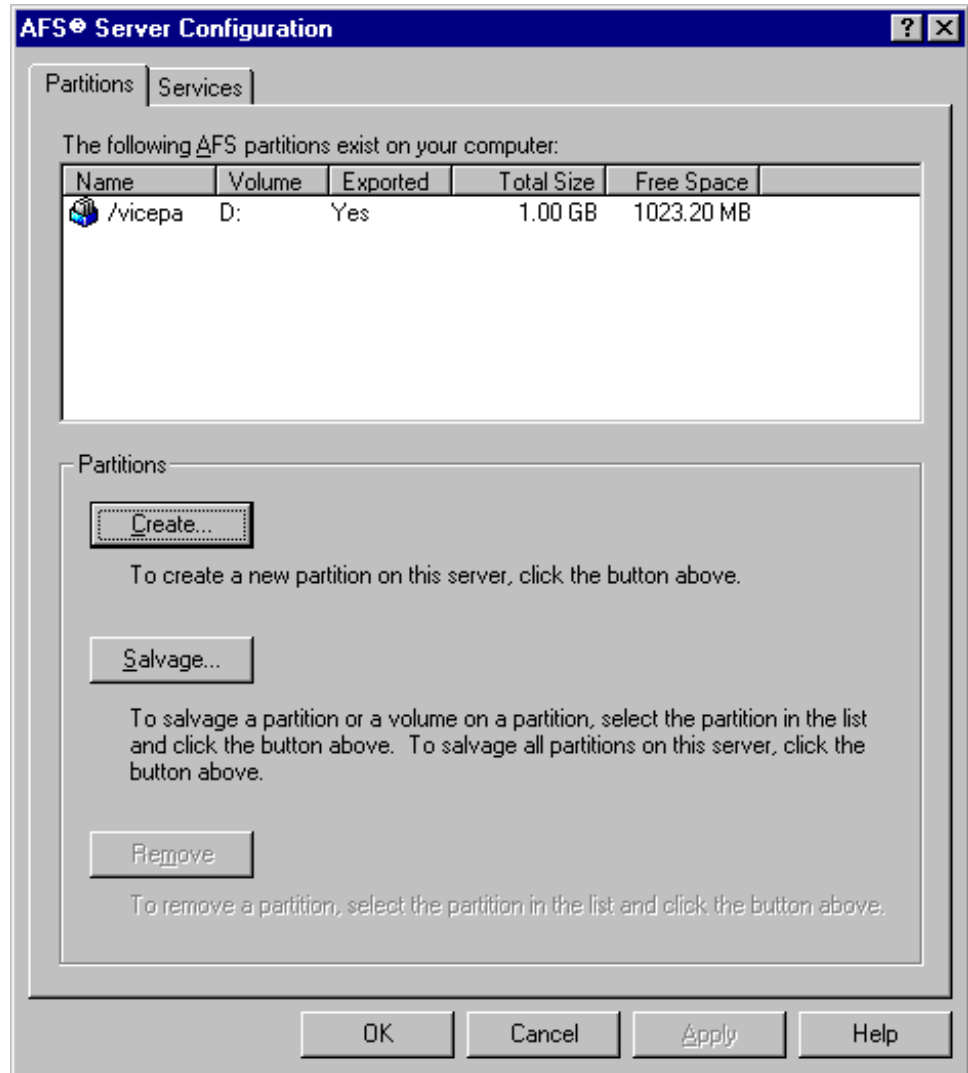 AFS® Server Configuration
Partitions Services
The following AFS partitions exist on your computer:
Name Volume Exported Total Size Free Space
/vicepa D: Yes 1.00 GB 1023.20 MB
Partitions
Create...
To create a new partition on this server, click the button above.
Salvage...
To salvage a partition or a volume on a partition, select the partition in the list
and click the button above. To salvage all partitions on this server, click the
button above.
Remove
To remove a partition, select the partition in the list and click the button above.
OK Cancel Apply Help